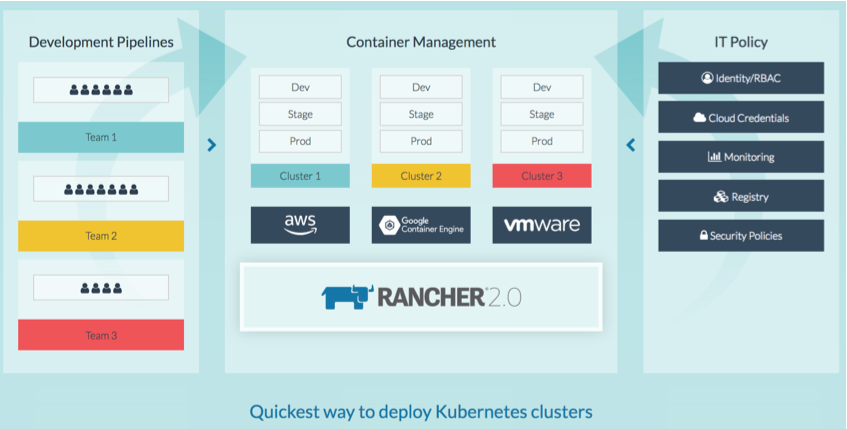 Development Pipelines
Team 1
Team 2
Team 3
Container Management
Dev
Stage
Prod
Cluster 1
aws
Dev
Stage
Prod
Cluster 2
Google
Container Engine
Dev
Stage
Prod
Cluster 3
vmware
RANCHER 2.0
IT Policy
Identity/RBAC
Cloud Credentials
Monitoring
Registry
Security Policies
Quickest way to deploy Kubernetes clusters